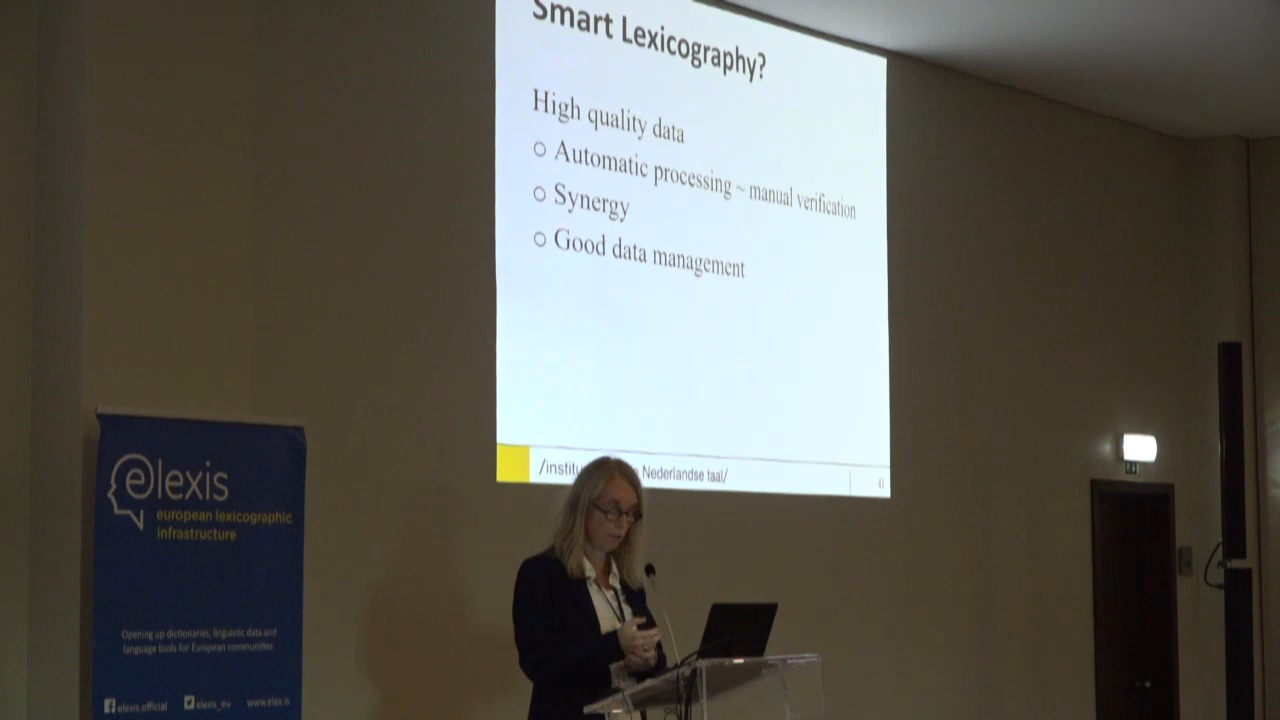 Smart Lexicography?
High quality data
○ Automatic processing ~ manual verification
○ Synergy
○ Good data management
/institu Nederlandse taal/
41
elexis
european lexicographic
infrastructure
Opening up dictionaries, linguistic data and
language tools for European communities.
elexis.official elexis_eu www.elex.is